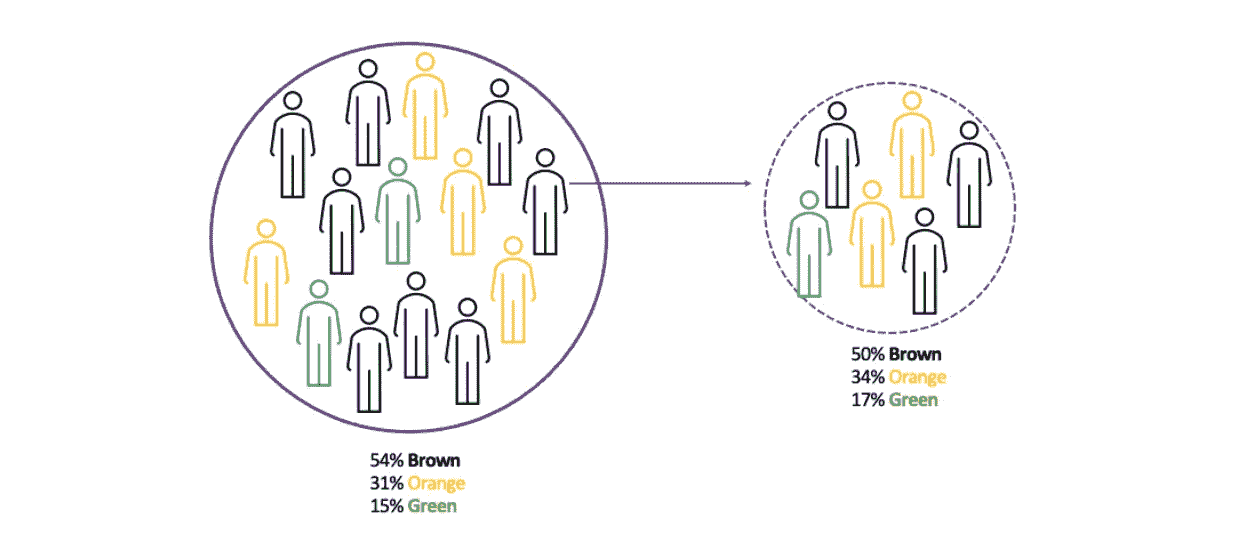 54% Brown
31% Orange
15% Green
50% Brown
34% Orange
17% Green